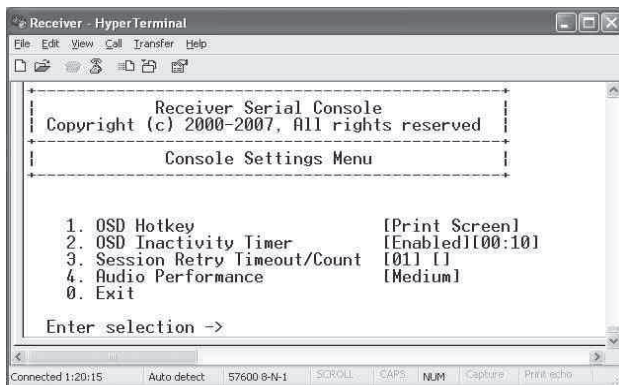 Receiver - HyperTerminal
File Edit View Call Transfer Help
Receiver Serial Console
Copyright (c) 2000-2007, All rights reserved
Console Settings Menu
1. OSD Hotkey [Print Screen]
2. OSD Inactivity Timer [Enabled][00:10]
3. Session Retry Timeout/Count [01] []
4. Audio Performance [Medium]
0. Exit
Enter selection ->
Connected 1:20:15 Auto detect 57600 8-N-1 SCROLL CAPS NUM Capture Print echo